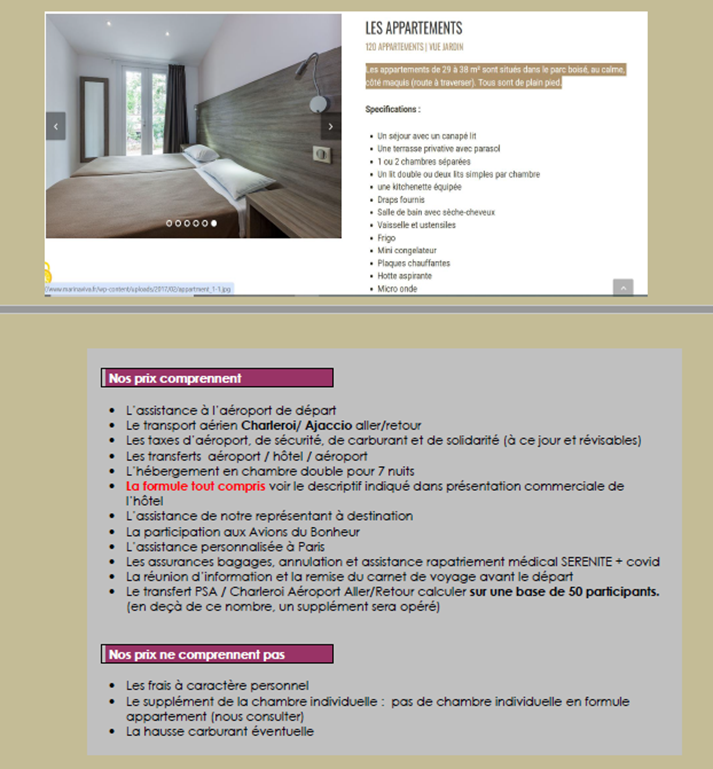 LES APPARTEMENTS
120 APPARTEMENTS | VUE JARDIN
Les appartements de 29 à 38 m² sont situés dans le parc boisé, au calme,
côté maquis (route à traverser). Tous sont de plain pied.
Specifications :
• Un séjour avec un canapé lit
• Une terrasse privative avec parasol
• 1 ou 2 chambres séparées
• Un lit double ou deux lits simples par chambre
• une kitchenette équipée
• Draps fournis
• Salle de bain avec sèche-cheveux
• Vaisselle et ustensiles
• Frigo
• Mini congelateur
• Plaques chauffantes
• Hotte aspirante
• Micro onde
/www.marinaviva.fr/wp-content/uploads/2017/02/appartment_1-1.jpg
Nos prix comprennent
• L'assistance à l'aéroport de départ
• Le transport aérien Charleroi/ Ajaccio aller/retour
• Les taxes d'aéroport, de sécurité, de carburant et de solidarité (à ce jour et révisables)
• Les transferts aéroport / hôtel / aéroport
• L'hébergement en chambre double pour 7 nuits
• La formule tout compris voir le descriptif indiqué dans présentation commerciale de
l'hôtel
• L'assistance de notre représentant à destination
• La participation aux Avions du Bonheur
• L'assistance personnalisée à Paris
• Les assurances bagages, annulation et assistance rapatriement médical SERENITE + covid
• La réunion d'information et la remise du carnet de voyage avant le départ
• Le transfert PSA / Charleroi Aéroport Aller/Retour calculer sur une base de 50 participants.
(en deçà de ce nombre, un supplément sera opéré)
Nos prix ne comprennent pas
• Les frais à caractère personnel
• Le supplément de la chambre individuelle : pas de chambre individuelle en formule
appartement (nous consulter)
• La hausse carburant éventuelle